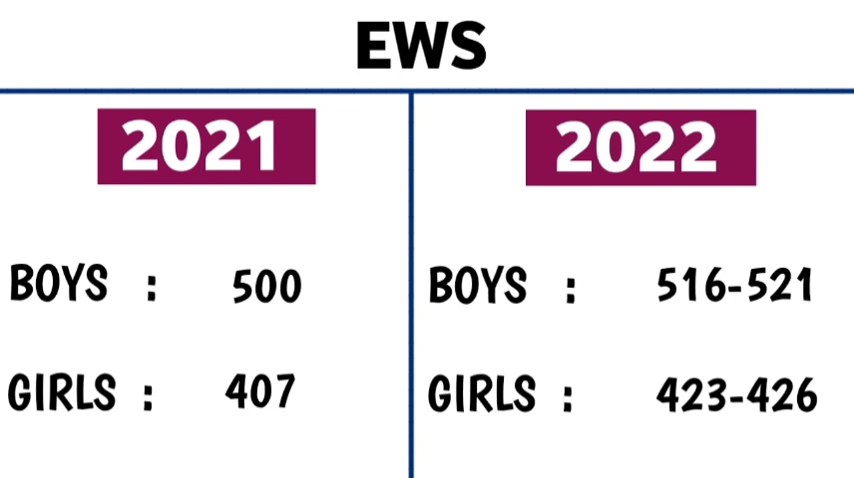 EWS
2021
BOYS : 500
GIRLS : 407
2022
BOYS : 516-521
GIRLS : 423-426